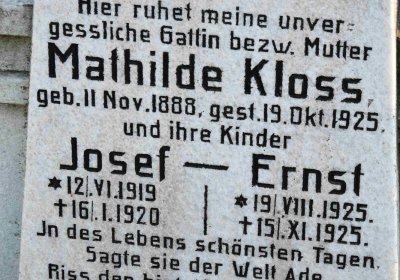 Hier ruhet meine unver-
gessliche Gattin bezw. Mutter
Mathilde Kloss,
geb. 11 Nov. 1888, gest. 19. Okt. 1925.
und ihre Kinder
Josef — Ernst
* 12. VI. 1919 * 19. VIII. 1925.
† 16. I. 1920 † 15. XI. 1925.
Jn des Lebens schönsten Tagen.
Sagte sie der Welt Ade
Riss den